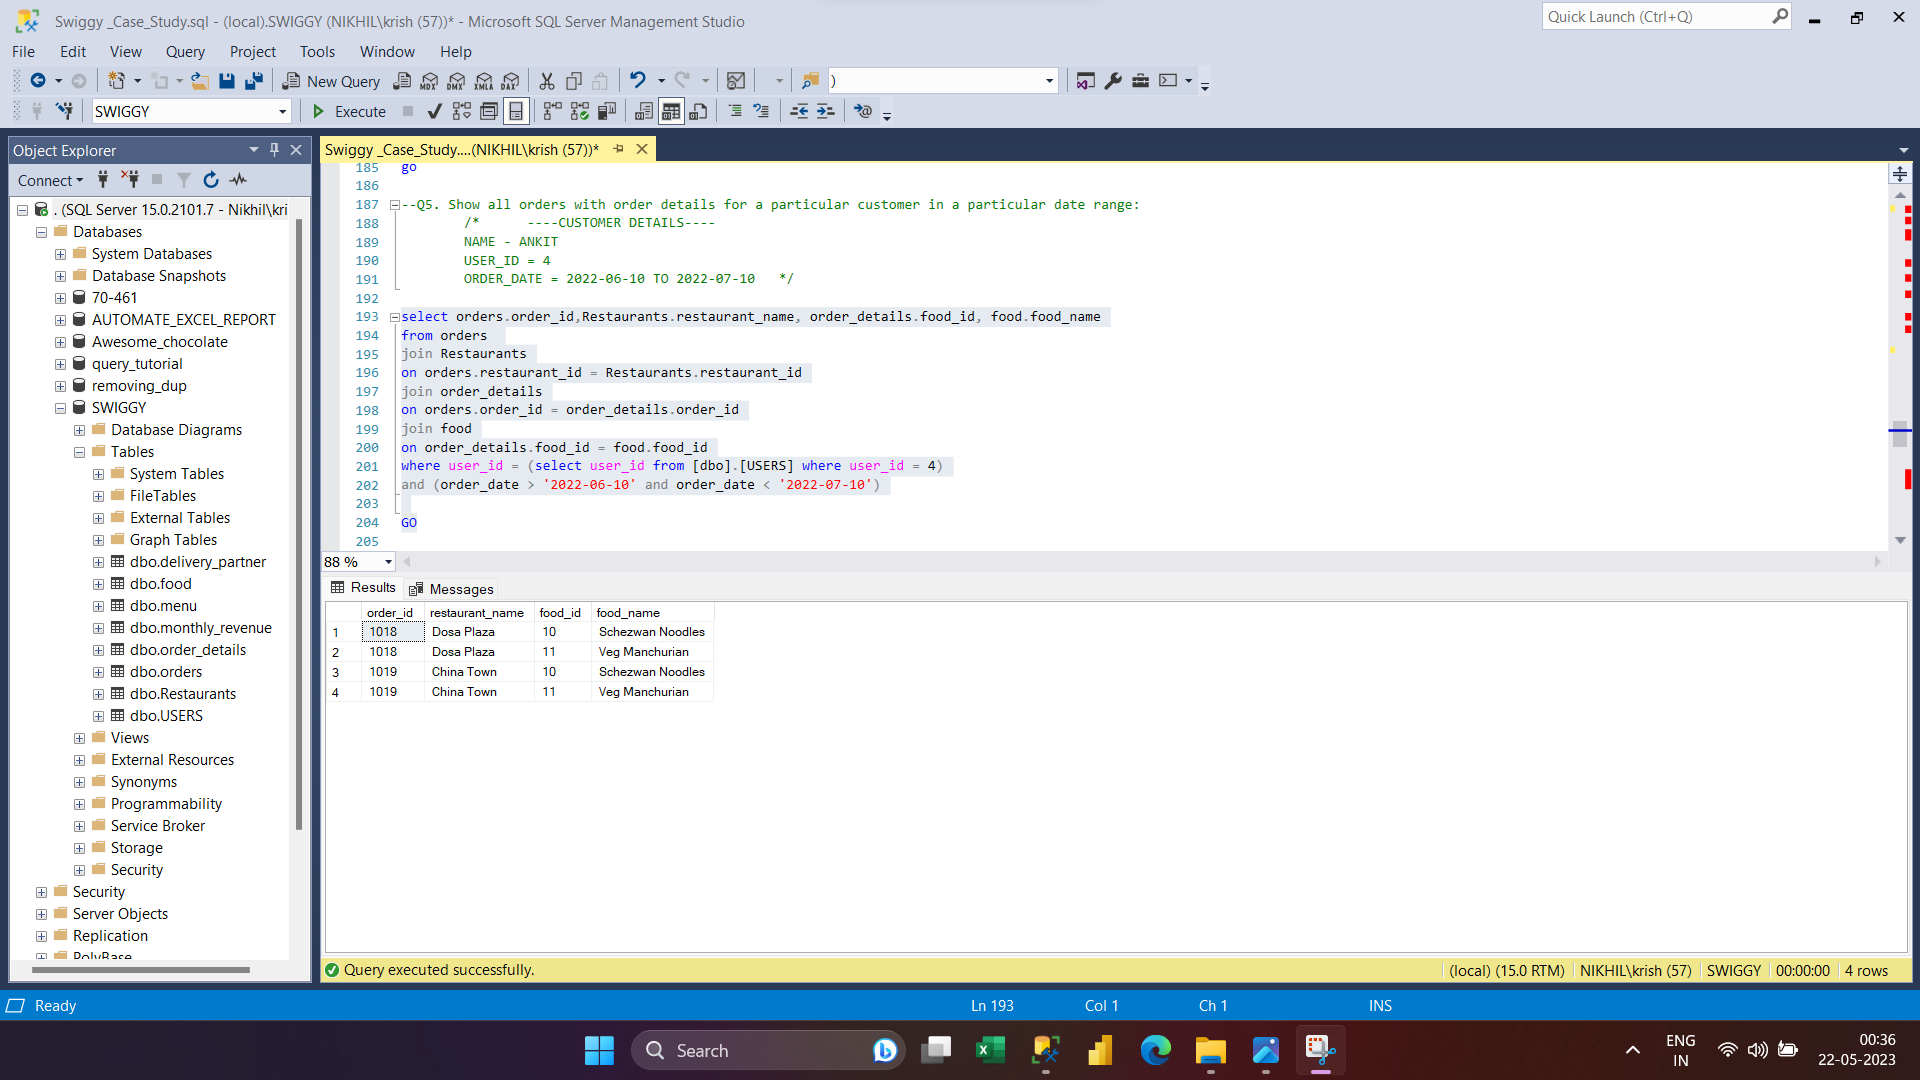 Swiggy _Case_Study.sql - (local).SWIGGY (NIKHIL\krish (57))* - Microsoft SQL Server Management Studio
Quick Launch (Ctrl+Q)
File Edit View Query Project Tools Window Help
New Query MDX DMX XMLA DAX )
SWIGGY Execute
Object Explorer
Connect
. (SQL Server 15.0.2101.7 - Nikhil\kri
Databases
System Databases
Database Snapshots
70-461
AUTOMATE_EXCEL_REPORT
Awesome_chocolate
query_tutorial
removing_dup
SWIGGY
Database Diagrams
Tables
System Tables
FileTables
External Tables
Graph Tables
dbo.delivery_partner
dbo.food
dbo.menu
dbo.monthly_revenue
dbo.order_details
dbo.orders
dbo.Restaurants
dbo.USERS
Views
External Resources
Synonyms
Programmability
Service Broker
Storage
Security
Security
Server Objects
Replication
PolyBase
Swiggy _Case_Study....(NIKHIL\krish (57))*
185 go
186
187 --Q5. Show all orders with order details for a particular customer in a particular date range:
188 /* ----CUSTOMER DETAILS----
189 NAME - ANKIT
190 USER_ID = 4
191 ORDER_DATE = 2022-06-10 TO 2022-07-10 */
192
193 select orders.order_id,Restaurants.restaurant_name, order_details.food_id, food.food_name
194 from orders
195 join Restaurants
196 on orders.restaurant_id = Restaurants.restaurant_id
197 join order_details
198 on orders.order_id = order_details.order_id
199 join food
200 on order_details.food_id = food.food_id
201 where user_id = (select user_id from [dbo].[USERS] where user_id = 4)
202 and (order_date > '2022-06-10' and order_date < '2022-07-10')
203
204 GO
205
88 %
Results Messages
order_id restaurant_name food_id food_name
1 1018 Dosa Plaza 10 Schezwan Noodles
2 1018 Dosa Plaza 11 Veg Manchurian
3 1019 China Town 10 Schezwan Noodles
4 1019 China Town 11 Veg Manchurian
Query executed successfully. (local) (15.0 RTM) NIKHIL\krish (57) SWIGGY 00:00:00 4 rows
Ready Ln 193 Col 1 Ch 1 INS
Search
ENG
IN
00:36
22-05-2023